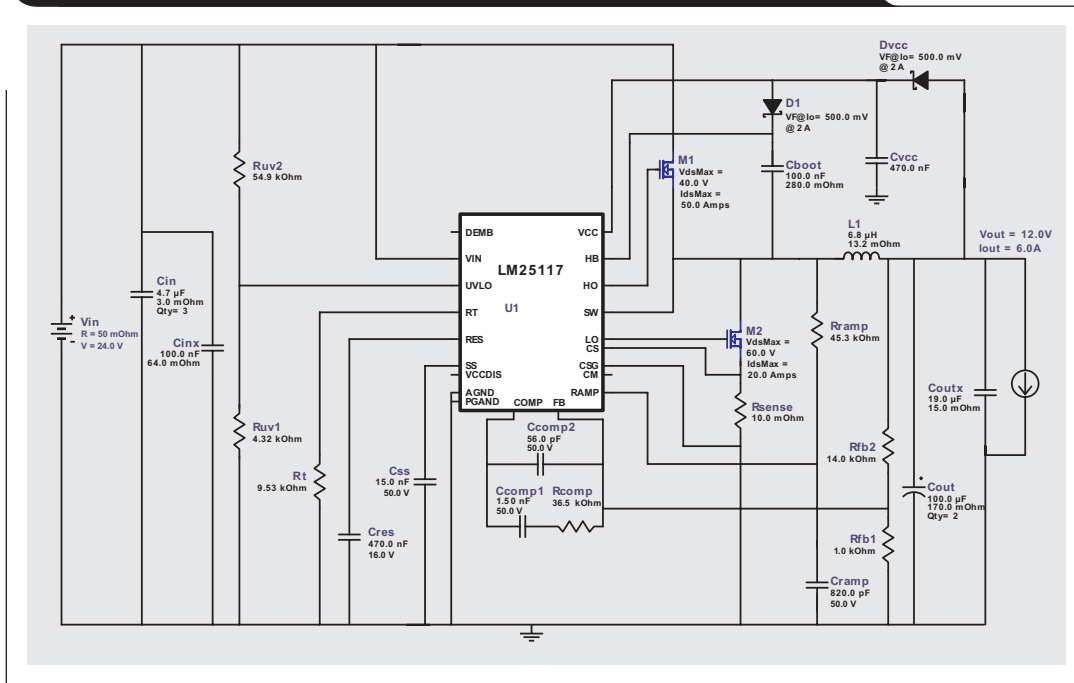 Dvcc
VF@Io= 500.0 mV
@ 2 A
D1
VF@Io= 500.0 mV
@ 2 A
Ruv2
54.9 kOhm
M1
VdsMax =
40.0 V
IdsMax =
50.0 Amps
Cboot
100.0 nF
280.0 mOhm
Cvcc
470.0 nF
L1
6.8 µH
13.2 mOhm
Vout = 12.0V
Iout = 6.0A
DEMB
VIN
UVLO
RT
RES
SS
VCCDIS
AGND
PGAND
LM25117
U1
COMP
FB
VCC
HB
HO
SW
LO
CS
CSG
CM
RAMP
Cin
4.7 µF
3.0 mOhm
Qty= 3
Vin
R = 50 mOhm
V = 24.0 V
Cinx
100.0 nF
64.0 mOhm
M2
VdsMax =
60.0 V
IdsMax =
20.0 Amps
Rramp
45.3 kOhm
Rsense
10.0 mOhm
Coutx
19.0 µF
15.0 mOhm
Ruv1
4.32 kOhm
Rt
9.53 kOhm
Css
15.0 nF
50.0 V
Cres
470.0 nF
16.0 V
Ccomp2
56.0 pF
50.0 V
Ccomp1
1.50 nF
50.0 V
Rcomp
36.5 kOhm
Rfb2
14.0 kOhm
Cout
100.0 µF
170.0 mOhm
Qty= 2
Rfb1
1.0 kOhm
Cramp
820.0 pF
50.0 V